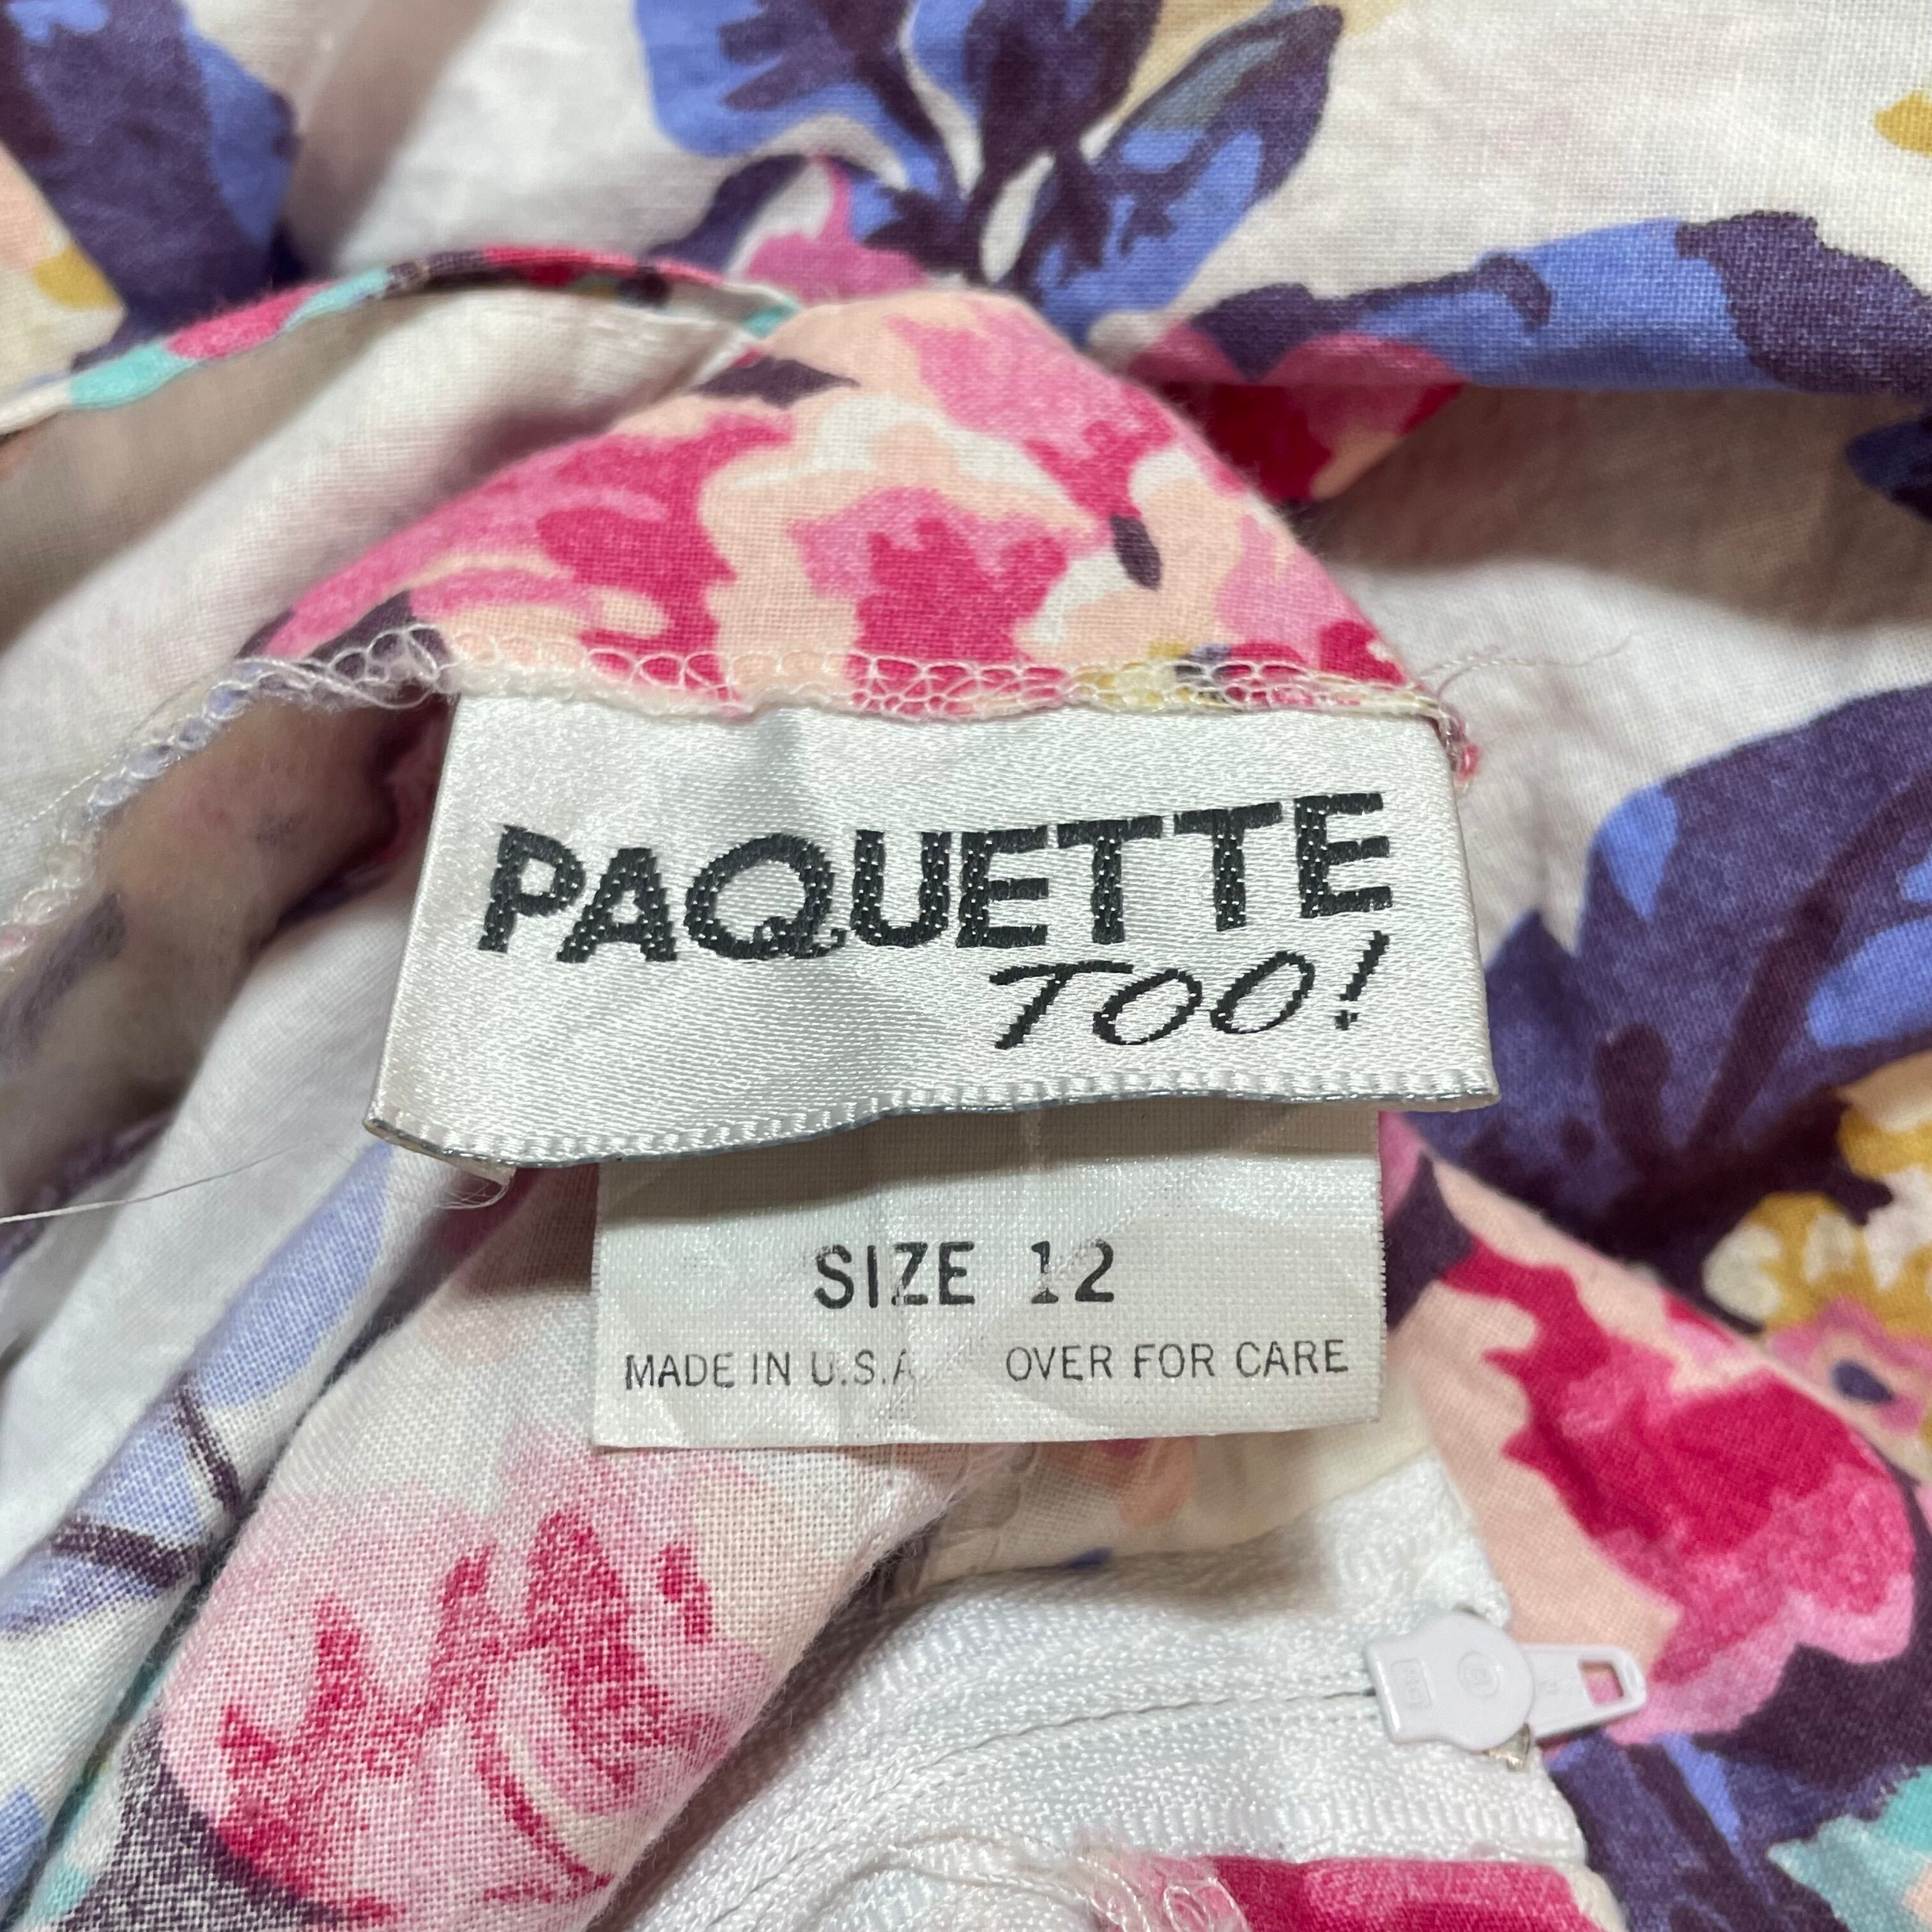 PAQUETTE
TOO!
SIZE 12
MADE IN U.S.A. OVER FOR CARE